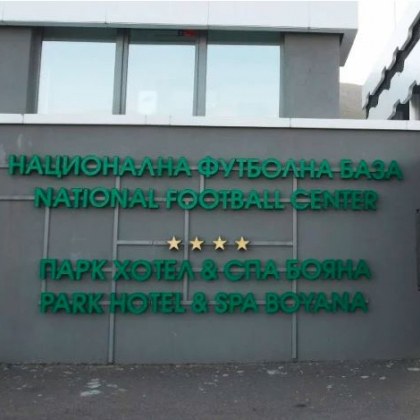 НАЦИОНАЛНА ФУТБОЛНА БАЗА
NATIONAL FOOTBALL CENTER
ПАРК ХОТЕЛ & СПА БОЯНА
PARK HOTEL & SPA BOYANA